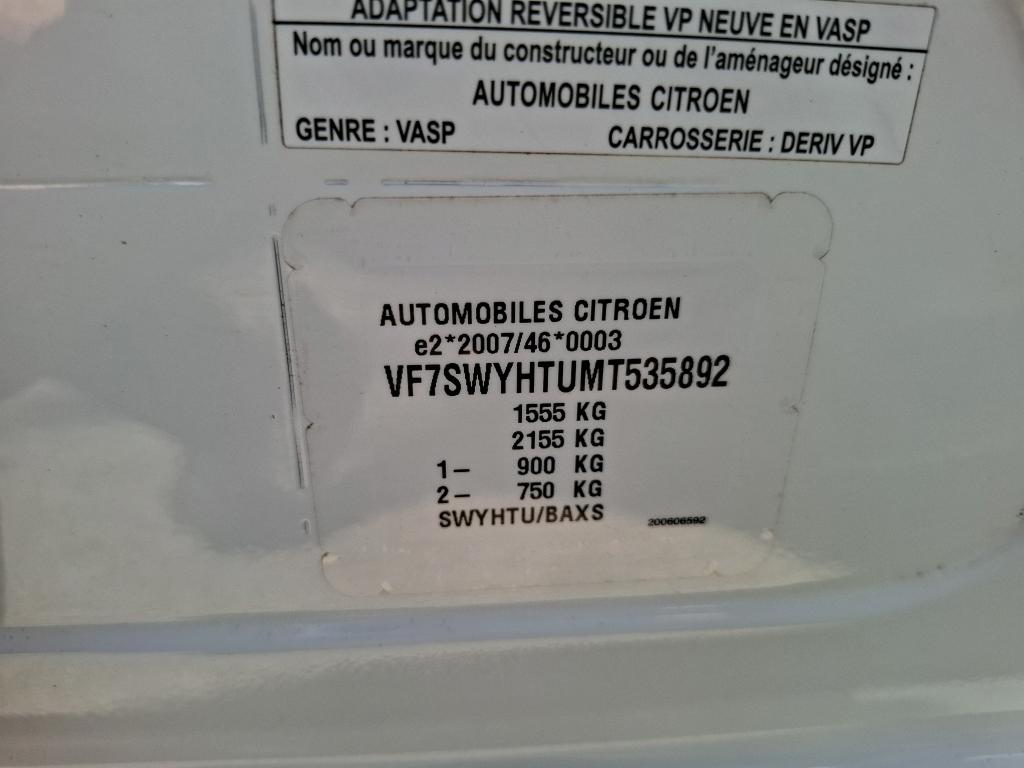 ADAPTATION REVERSIBLE VP NEUVE EN VASP
Nom ou marque du constructeur ou de l'aménageur désigné :
AUTOMOBILES CITROEN
GENRE : VASP CARROSSERIE : DERIV VP
AUTOMOBILES CITROEN
e2*2007/46*0003
VF7SWYHTUMT535892
1555 KG
2155 KG
1– 900 KG
2– 750 KG
SWYHTU/BAXS 200606592